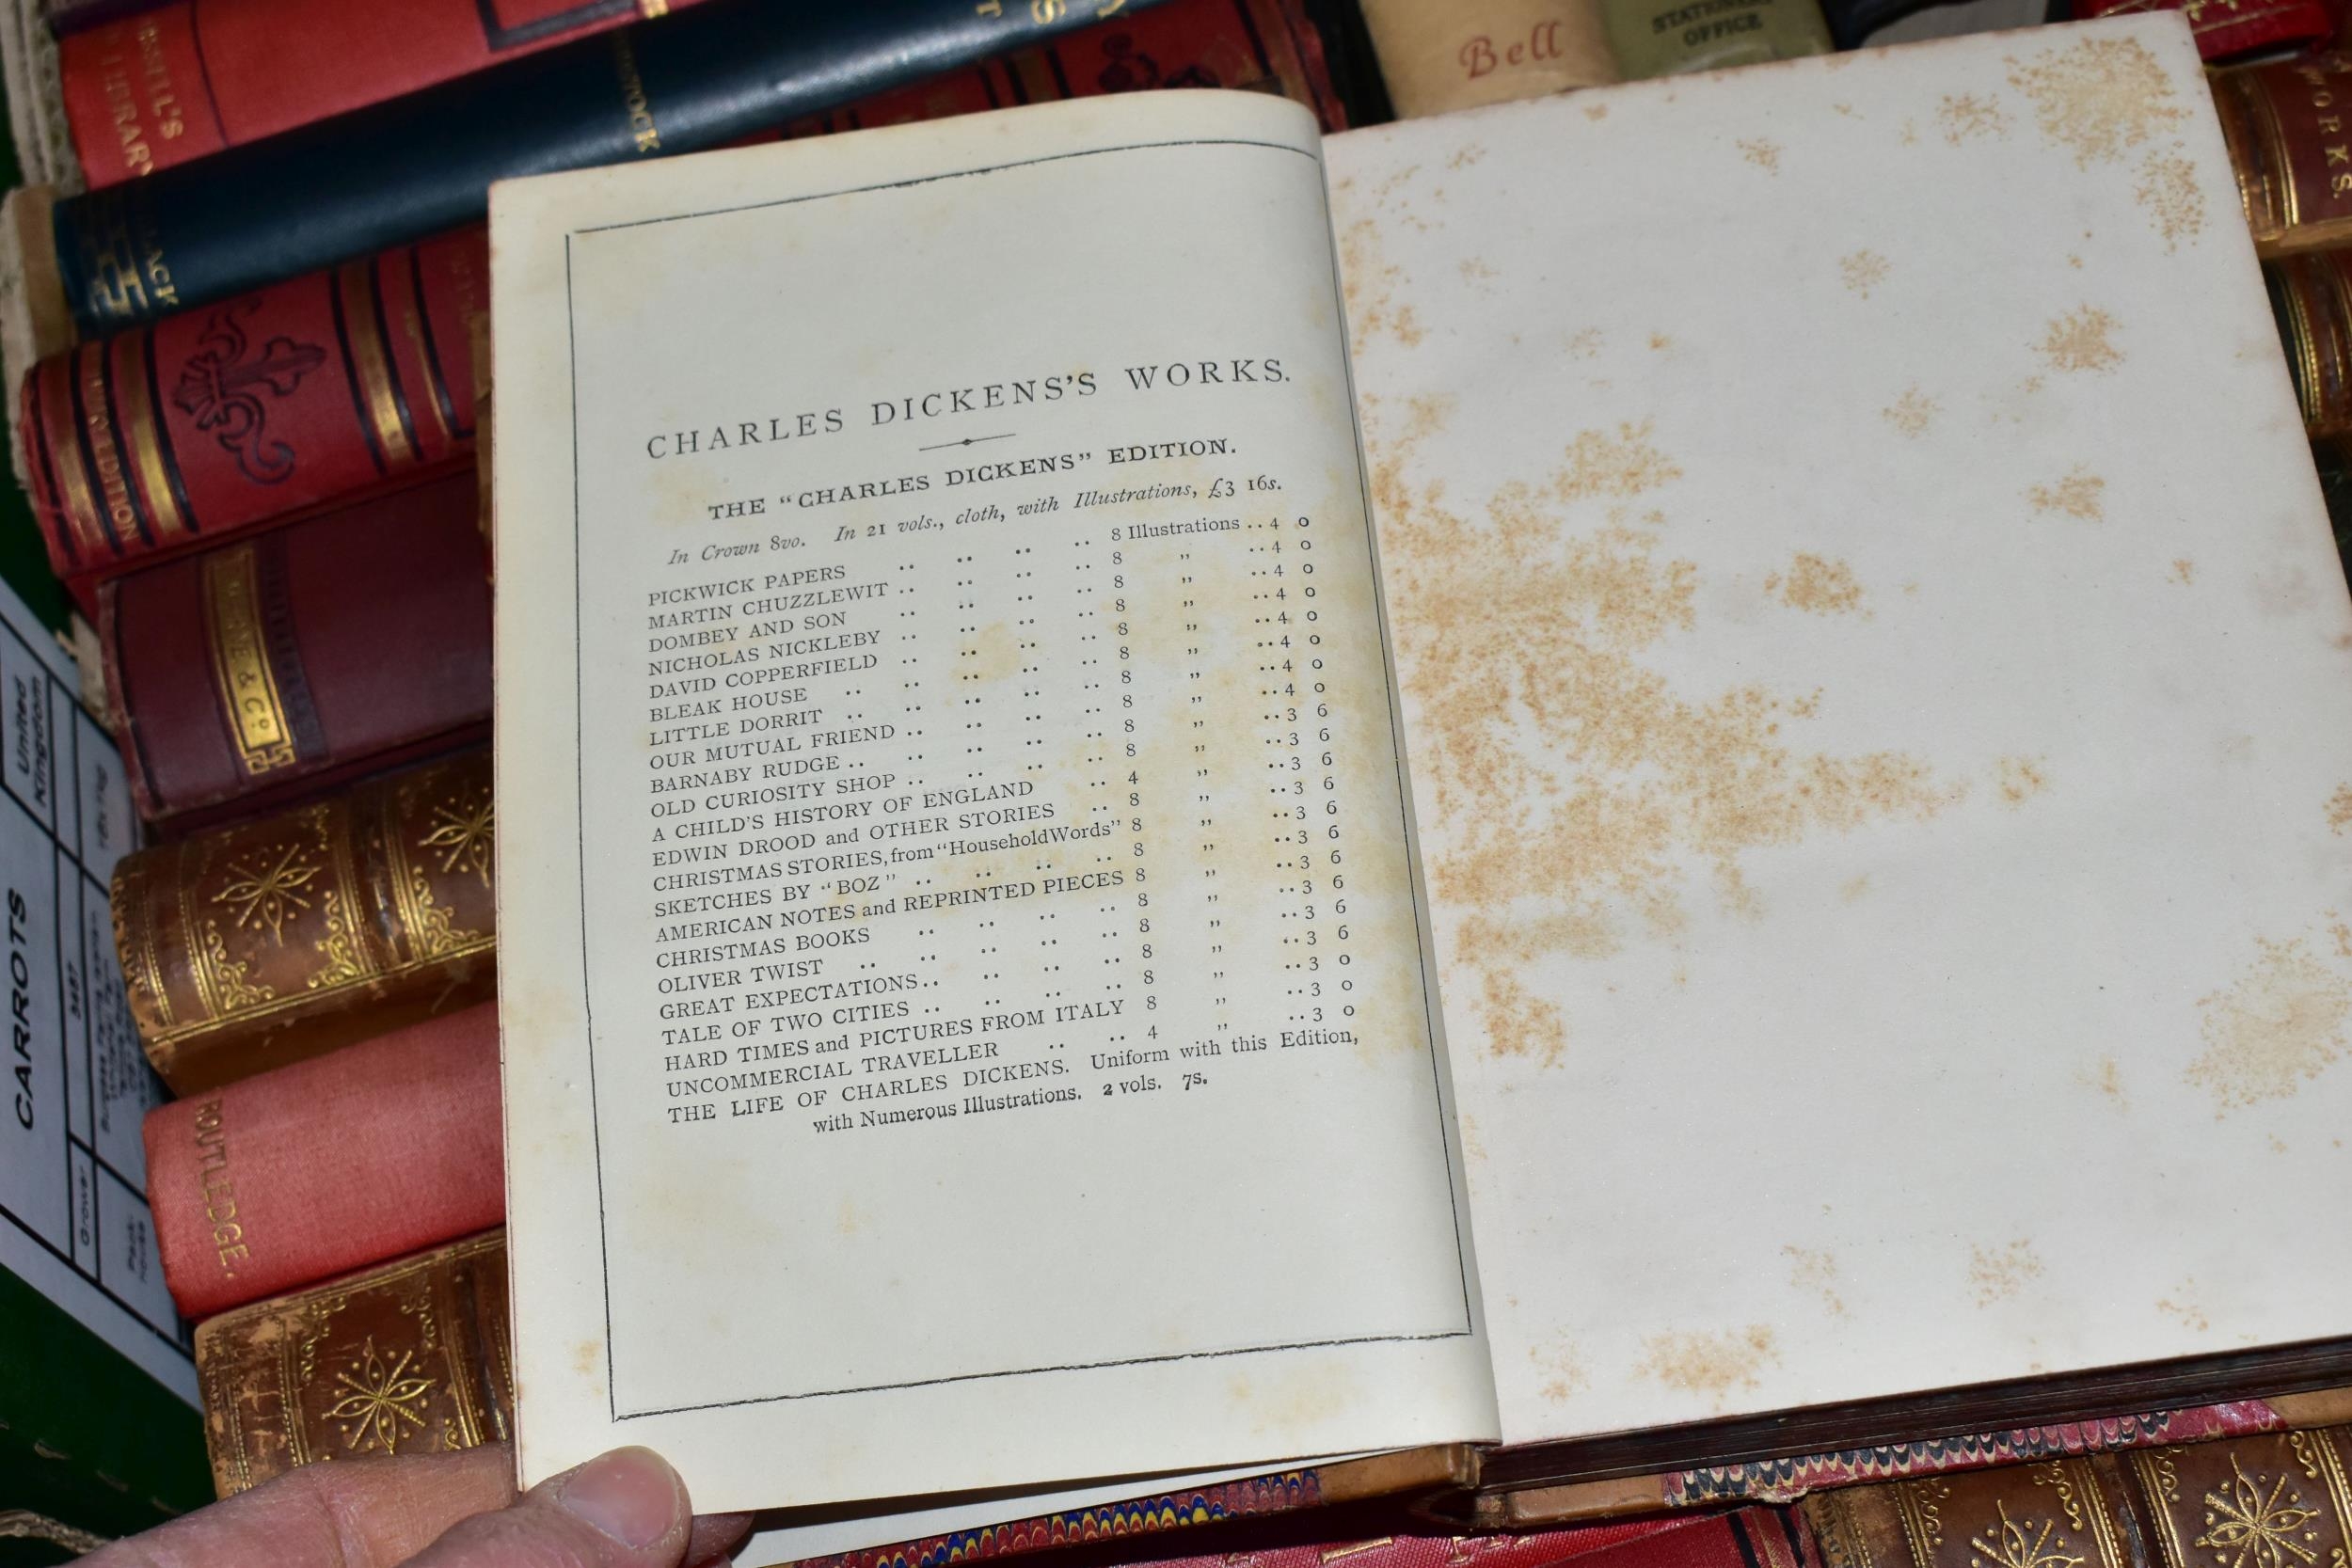 CHARLES DICKENS'S WORKS.
THE "CHARLES DICKENS" EDITION.
In Crown 8vo. In 21 vols., cloth, with Illustrations, £3 16s.
PICKWICK PAPERS .. .. .. .. 8 Illustrations .. 4 0
MARTIN CHUZZLEWIT .. .. .. .. 8 ,, .. 4 0
DOMBEY AND SON .. .. .. .. 8 ,, .. 4 0
NICHOLAS NICKLEBY .. .. .. .. 8 ,, .. 4 0
DAVID COPPERFIELD .. .. .. .. 8 ,, .. 4 0
BLEAK HOUSE .. .. .. .. .. 8 ,, .. 4 0
LITTLE DORRIT .. .. .. .. .. 8 ,, .. 4 0
OUR MUTUAL FRIEND .. .. .. .. 8 ,, .. 4 0
BARNABY RUDGE .. .. .. .. .. 8 ,, .. 3 6
OLD CURIOSITY SHOP .. .. .. .. 8 ,, .. 3 6
A CHILD'S HISTORY OF ENGLAND .. 4 ,, .. 3 6
EDWIN DROOD and OTHER STORIES .. 8 ,, .. 3 6
CHRISTMAS STORIES, from "Household Words" 8 ,, .. 3 6
SKETCHES BY "BOZ" .. .. .. .. 8 ,, .. 3 6
AMERICAN NOTES and REPRINTED PIECES 8 ,, .. 3 6
CHRISTMAS BOOKS .. .. .. .. 8 ,, .. 3 6
OLIVER TWIST .. .. .. .. .. 8 ,, .. 3 6
GREAT EXPECTATIONS .. .. .. .. 8 ,, .. 3 6
TALE OF TWO CITIES .. .. .. .. 8 ,, .. 3 0
HARD TIMES and PICTURES FROM ITALY 8 ,, .. 3 0
UNCOMMERCIAL TRAVELLER .. .. 4 ,, .. 3 0
THE LIFE OF CHARLES DICKENS. Uniform with this Edition,
with Numerous Illustrations. 2 vols. 7s.
Bell
STATIONERY
OFFICE
WORKS.
LIBRARY
BLACK
EDITION
& Co
ROUTLEDGE.
United
Kingdom
CARROTS
Grower